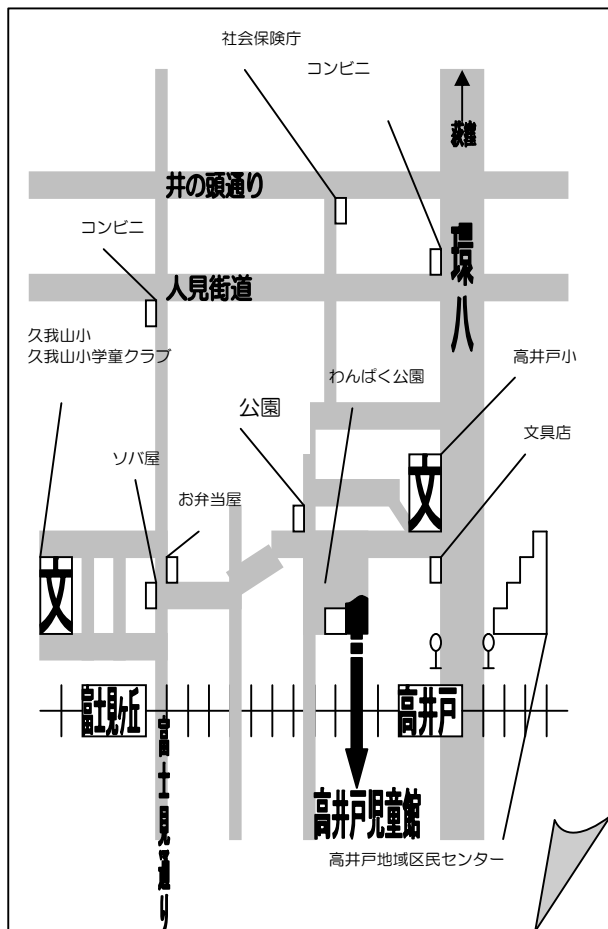 社会保険庁
コンビニ
荻窪
井の頭通り
環八
コンビニ
人見街道
久我山小
久我山小学童クラブ
わんぱく公園
高井戸小
公園
文具店
ソバ屋
お弁当屋
文
文
富士見ヶ丘
高井戸
富士見通り
高井戸児童館
高井戸地域区民センター